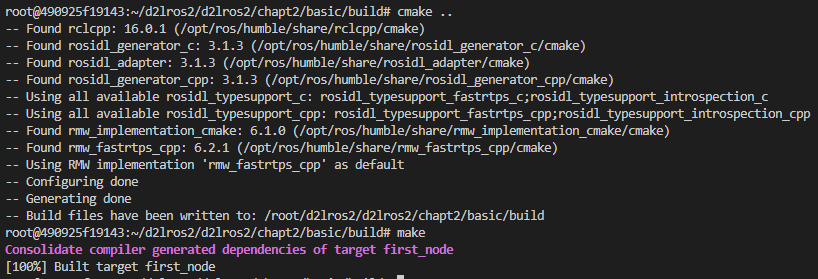 root@490925f19143:~/d2lros2/d2lros2/chapt2/basic/build# cmake ..
-- Found rclcpp: 16.0.1 (/opt/ros/humble/share/rclcpp/cmake)
-- Found rosidl_generator_c: 3.1.3 (/opt/ros/humble/share/rosidl_generator_c/cmake)
-- Found rosidl_adapter: 3.1.3 (/opt/ros/humble/share/rosidl_adapter/cmake)
-- Found rosidl_generator_cpp: 3.1.3 (/opt/ros/humble/share/rosidl_generator_cpp/cmake)
-- Using all available rosidl_typesupport_c: rosidl_typesupport_fastrtps_c;rosidl_typesupport_introspection_c
-- Using all available rosidl_typesupport_cpp: rosidl_typesupport_fastrtps_cpp;rosidl_typesupport_introspection_cpp
-- Found rmw_implementation_cmake: 6.1.0 (/opt/ros/humble/share/rmw_implementation_cmake/cmake)
-- Found rmw_fastrtps_cpp: 6.2.1 (/opt/ros/humble/share/rmw_fastrtps_cpp/cmake)
-- Using RMW implementation 'rmw_fastrtps_cpp' as default
-- Configuring done
-- Generating done
-- Build files have been written to: /root/d2lros2/d2lros2/chapt2/basic/build
root@490925f19143:~/d2lros2/d2lros2/chapt2/basic/build# make
Consolidate compiler generated dependencies of target first_node
[100%] Built target first_node